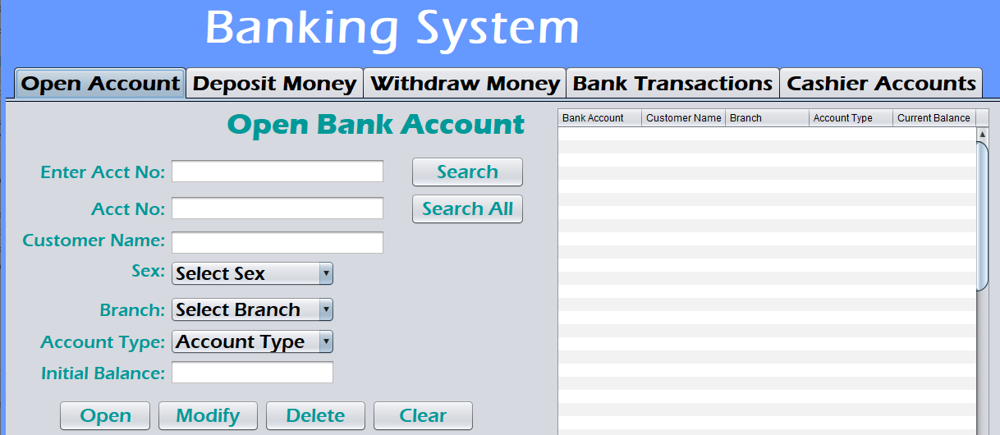 Banking System
Open Account Deposit Money Withdraw Money Bank Transactions Cashier Accounts
Open Bank Account
Bank Account Customer Name Branch Account Type Current Balance
Enter Acct No: Search
Acct No: Search All
Customer Name:
Sex: Select Sex
Branch: Select Branch
Account Type: Account Type
Initial Balance:
Open Modify Delete Clear